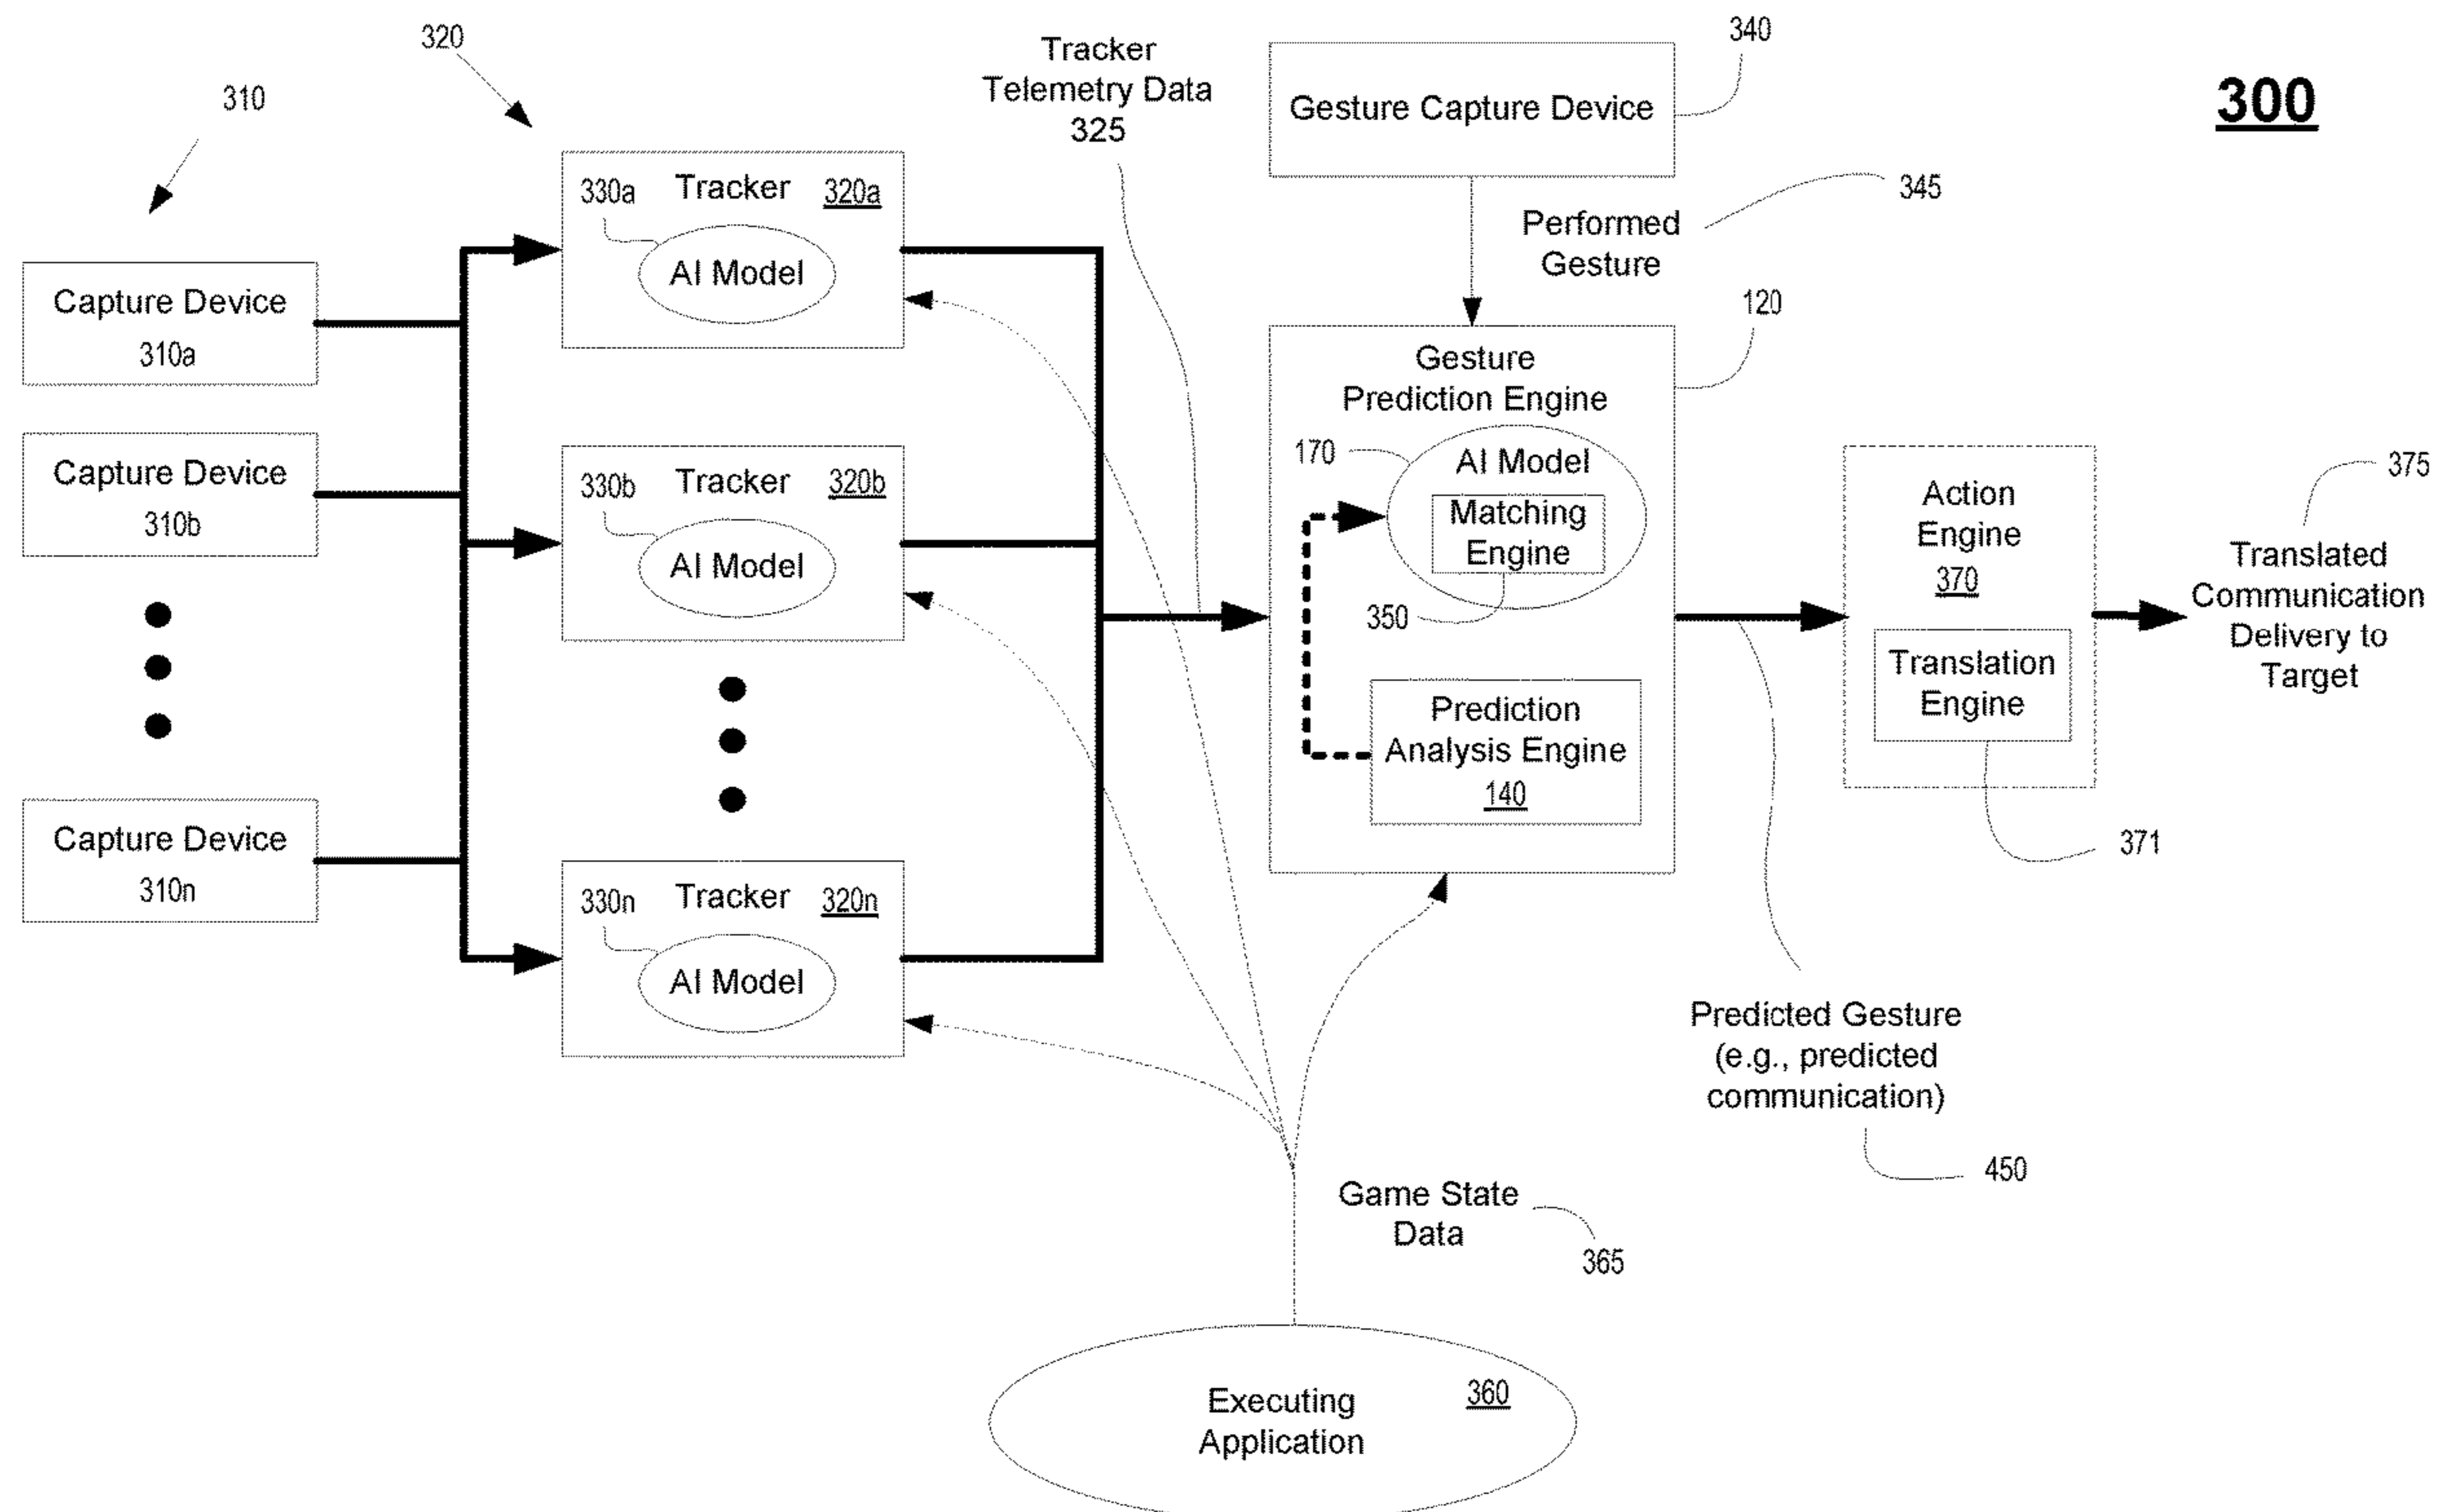 300
310
320
Capture Device
310a
Capture Device
310b
Capture Device
310n
330a
Tracker
320a
AI Model
330b
Tracker
320b
AI Model
330n
Tracker
320n
AI Model
Tracker
Telemetry Data
325
Gesture Capture Device
340
Performed
Gesture
345
120
Gesture
Prediction Engine
170
AI Model
Matching
Engine
350
Prediction
Analysis Engine
140
Action
Engine
370
Translation
Engine
371
375
Translated
Communication
Delivery to
Target
Predicted Gesture
(e.g., predicted
communication)
450
Game State
Data
365
Executing
Application
360